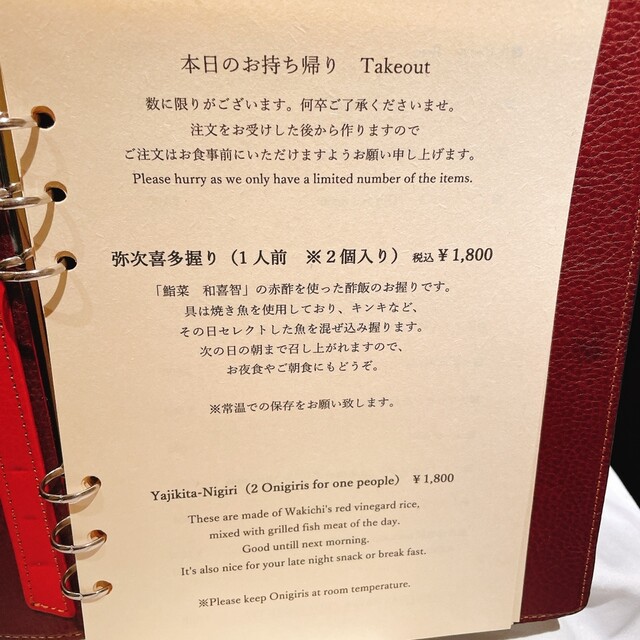 本日のお持ち帰り Takeout
数に限りがございます。何卒ご了承くださいませ。
注文をお受けした後から作りますので
ご注文はお食事前にいただけますようお願い申し上げます。
Please hurry as we only have a limited number of the items.
弥次喜多握り（1人前 ※2個入り） 税込 ¥1,800
「鮨菜 和喜智」の赤酢を使った酢飯のお握りです。
具は焼き魚を使用しており、キンキなど、
その日セレクトした魚を混ぜ込み握ります。
次の日の朝まで召し上がれますので、
お夜食やご朝食にもどうぞ。
※常温での保存をお願い致します。
Yajikita-Nigiri（2 Onigiris for one people） ¥1,800
These are made of Wakichi's red vinegard rice,
mixed with grilled fish meat of the day.
Good untill next morning.
It's also nice for your late night snack or break fast.
※Please keep Onigiris at room temperature.